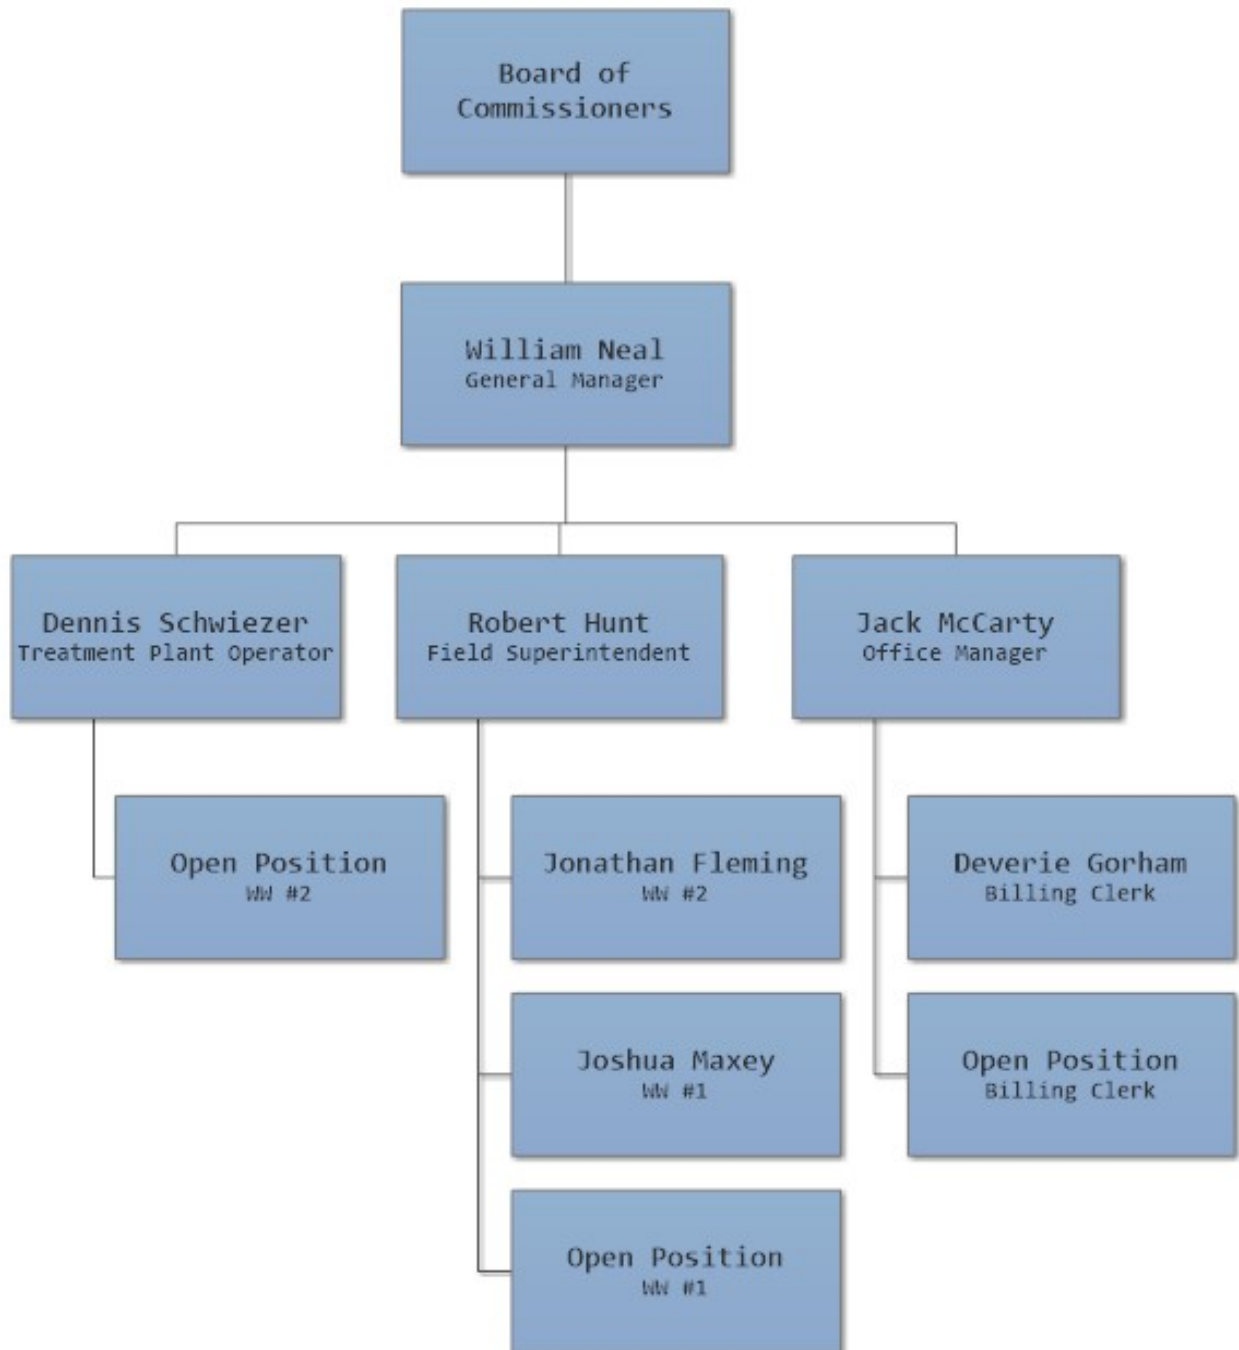 Board of
Commissioners
William Neal
General Manager
Dennis Schwiezer
Treatment Plant Operator
Robert Hunt
Field Superintendent
Jack McCarty
Office Manager
Open Position
WW #2
Jonathan Fleming
WW #2
Deverie Gorham
Billing Clerk
Joshua Maxey
WW #1
Open Position
Billing Clerk
Open Position
WW #1